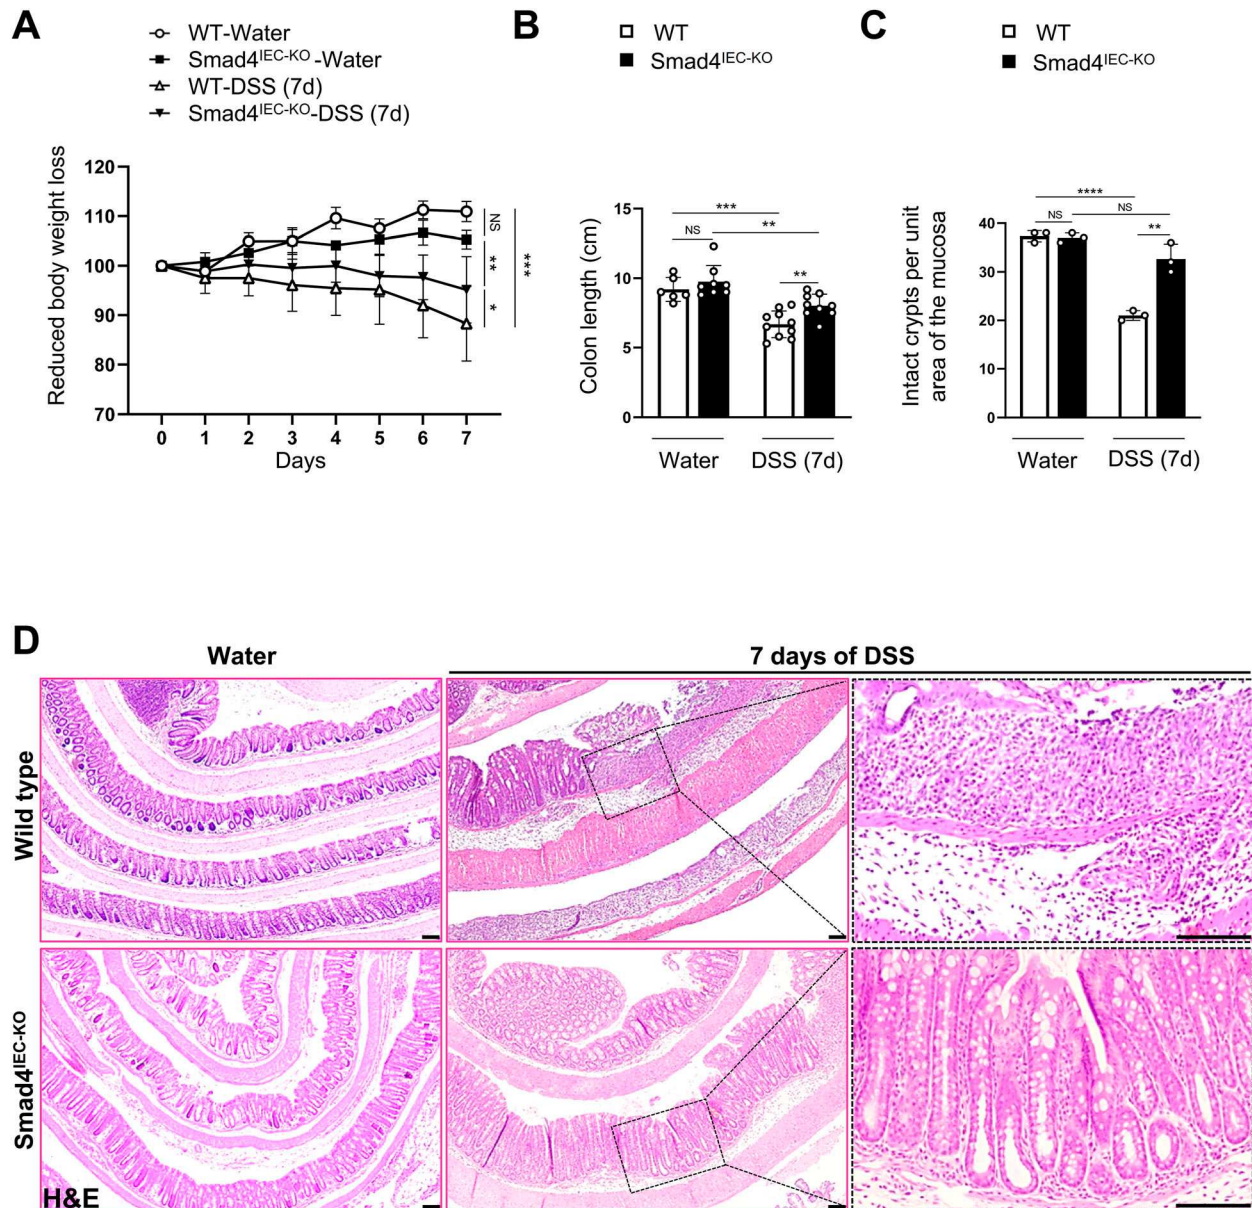 A
WT-Water
Smad4IEC-KO -Water
WT-DSS (7d)
Smad4IEC-KO-DSS (7d)
Reduced body weight loss
120
110
100
90
80
70
0 1 2 3 4 5 6 7
Days
NS
**
*
***
B
WT
Smad4IEC-KO
Colon length (cm)
15
10
5
0
***
NS
**
**
Water DSS (7d)
C
WT
Smad4IEC-KO
Intact crypts per unit
area of the mucosa
40
30
20
10
0
****
NS
NS
**
Water DSS (7d)
D
Water
7 days of DSS
Wild type
Smad4IEC-KO
H&E